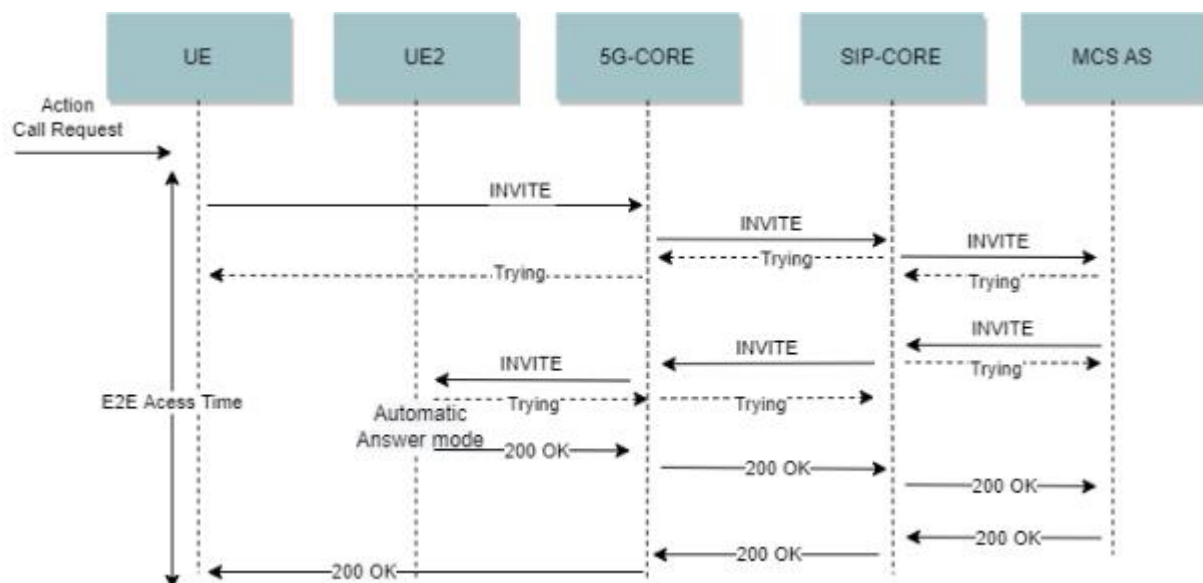 UE
UE2
5G-CORE
SIP-CORE
MCS AS
Action
Call Request
INVITE
INVITE
INVITE
Trying
Trying
Trying
INVITE
INVITE
Trying
INVITE
E2E Acess Time
Trying
Trying
Automatic
Answer mode
200 OK
200 OK
200 OK
200 OK
200 OK
200 OK